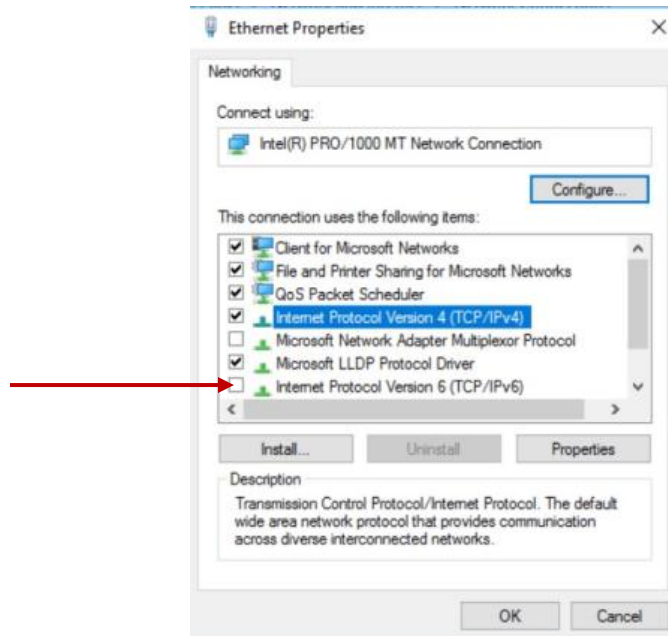 Ethernet Properties
Networking
Connect using:
Intel(R) PRO/1000 MT Network Connection
Configure...
This connection uses the following items:
Client for Microsoft Networks
File and Printer Sharing for Microsoft Networks
QoS Packet Scheduler
Internet Protocol Version 4 (TCP/IPv4)
Microsoft Network Adapter Multiplexor Protocol
Microsoft LLDP Protocol Driver
Internet Protocol Version 6 (TCP/IPv6)
Install... Uninstall Properties
Description
Transmission Control Protocol/Internet Protocol. The default
wide area network protocol that provides communication
across diverse interconnected networks.
OK Cancel